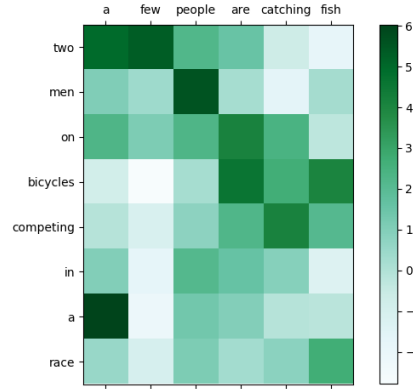 a few people are catching fish
two
men
on
bicycles
competing
in
a
race
6
5
4
3
2
1
0